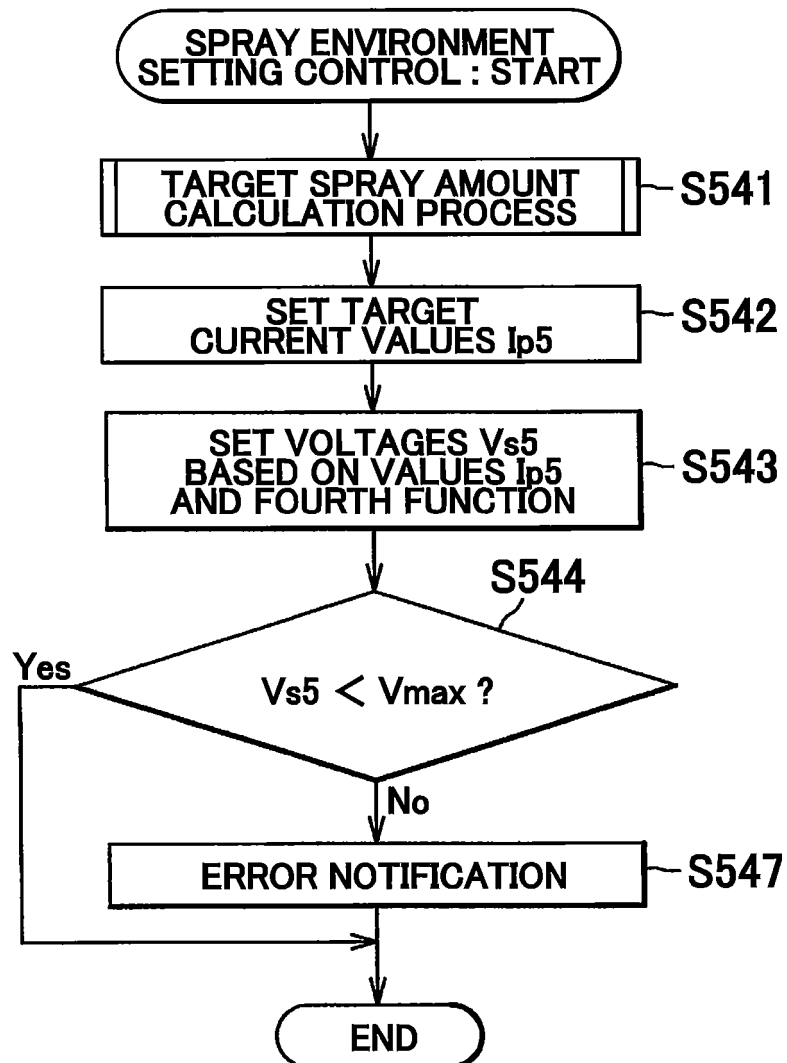 SPRAY ENVIRONMENT
SETTING CONTROL : START
TARGET SPRAY AMOUNT
CALCULATION PROCESS
S541
SET TARGET
CURRENT VALUES Ip5
S542
SET VOLTAGES Vs5
BASED ON VALUES Ip5
AND FOURTH FUNCTION
S543
S544
Yes
Vs5 < Vmax ?
No
ERROR NOTIFICATION
S547
END